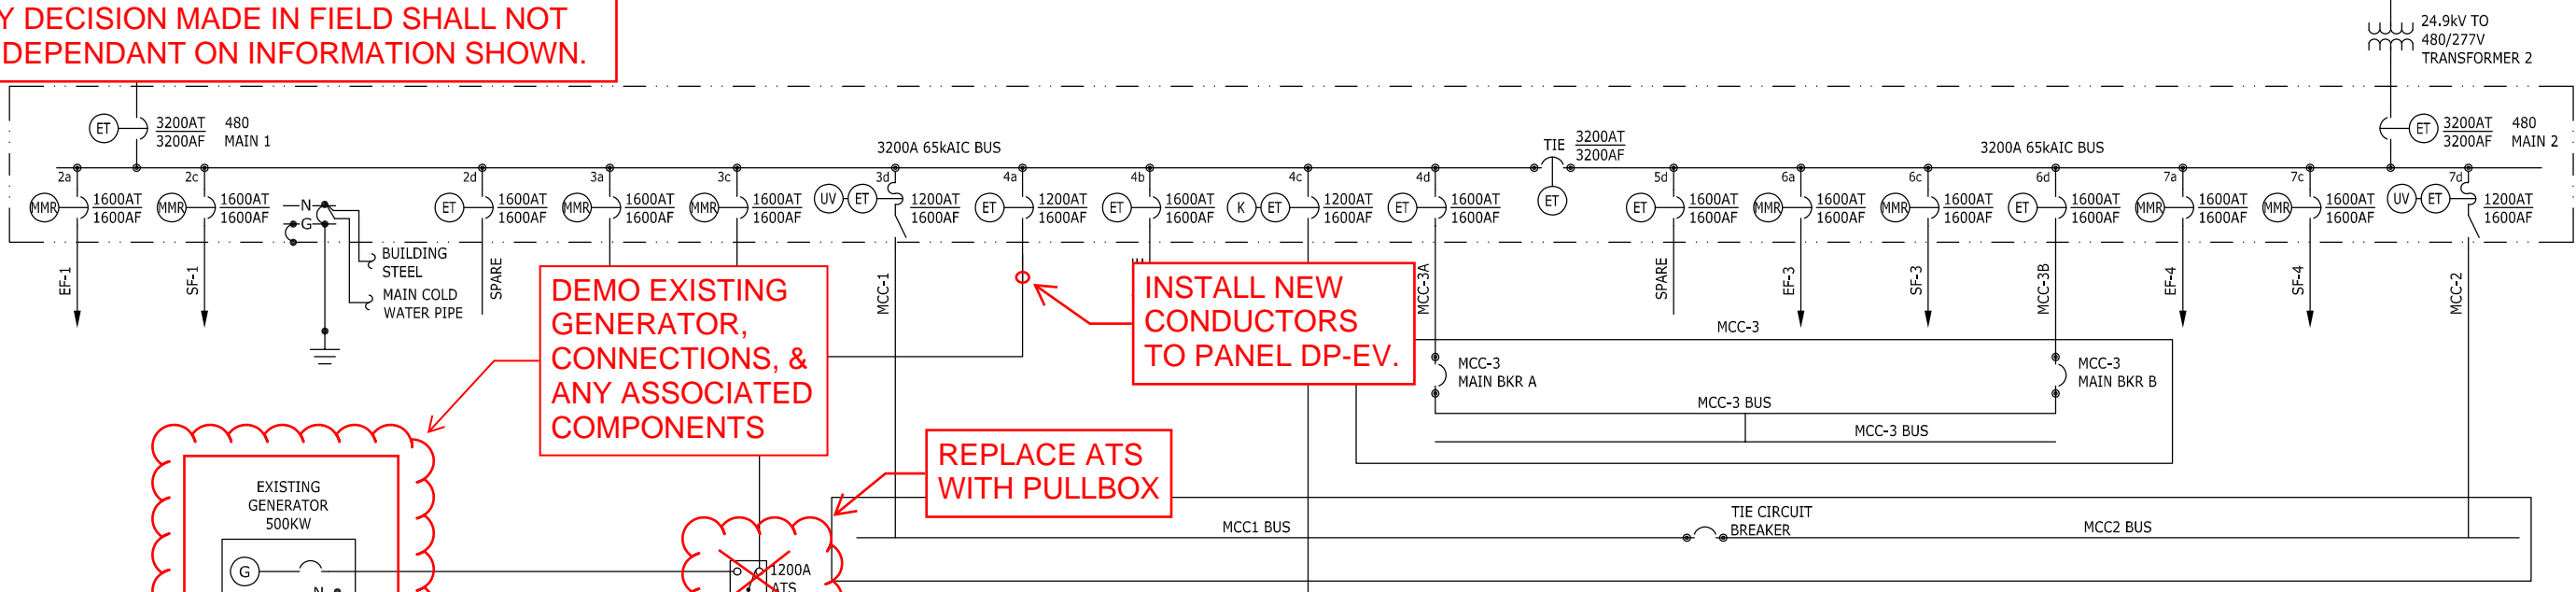 Y DECISION MADE IN FIELD SHALL NOT
DEPENDANT ON INFORMATION SHOWN.
24.9kV TO
480/277V
TRANSFORMER 2
ET
3200AT
3200AF
480
MAIN 1
3200A 65kAIC BUS
TIE
3200AT
3200AF
ET
3200A 65kAIC BUS
ET
3200AT
3200AF
480
MAIN 2
2a
MMR
1600AT
1600AF
EF-1
2c
MMR
1600AT
1600AF
SF-1
N
G
BUILDING
STEEL
MAIN COLD
WATER PIPE
2d
ET
1600AT
1600AF
SPARE
3a
MMR
1600AT
1600AF
3c
MMR
1600AT
1600AF
3d
UV
ET
1200AT
1600AF
MCC-1
4a
ET
1200AT
1600AF
4b
ET
1600AT
1600AF
4c
K
ET
1200AT
1600AF
4d
ET
1600AT
1600AF
MCC-3A
5d
ET
1600AT
1600AF
SPARE
6a
MMR
1600AT
1600AF
EF-3
6c
MMR
1600AT
1600AF
SF-3
6d
ET
1600AT
1600AF
MCC-3B
7a
MMR
1600AT
1600AF
EF-4
7c
MMR
1600AT
1600AF
SF-4
7d
UV
ET
1200AT
1600AF
MCC-2
DEMO EXISTING
GENERATOR,
CONNECTIONS, &
ANY ASSOCIATED
COMPONENTS
INSTALL NEW
CONDUCTORS
TO PANEL DP-EV.
MCC-3
MCC-3
MAIN BKR A
MCC-3
MAIN BKR B
MCC-3 BUS
MCC-3 BUS
REPLACE ATS
WITH PULLBOX
EXISTING
GENERATOR
500KW
G
N
1200A
ATS
MCC1 BUS
TIE CIRCUIT
BREAKER
MCC2 BUS